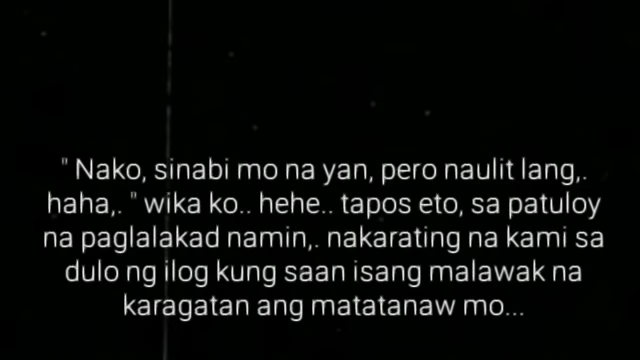 " Nako, sinabi mo na yan, pero naulit lang,.
haha,. " wika ko.. hehe.. tapos eto, sa patuloy
na paglalakad namin,. nakarating na kami sa
dulo ng ilog kung saan isang malawak na
karagatan ang matatanaw mo...